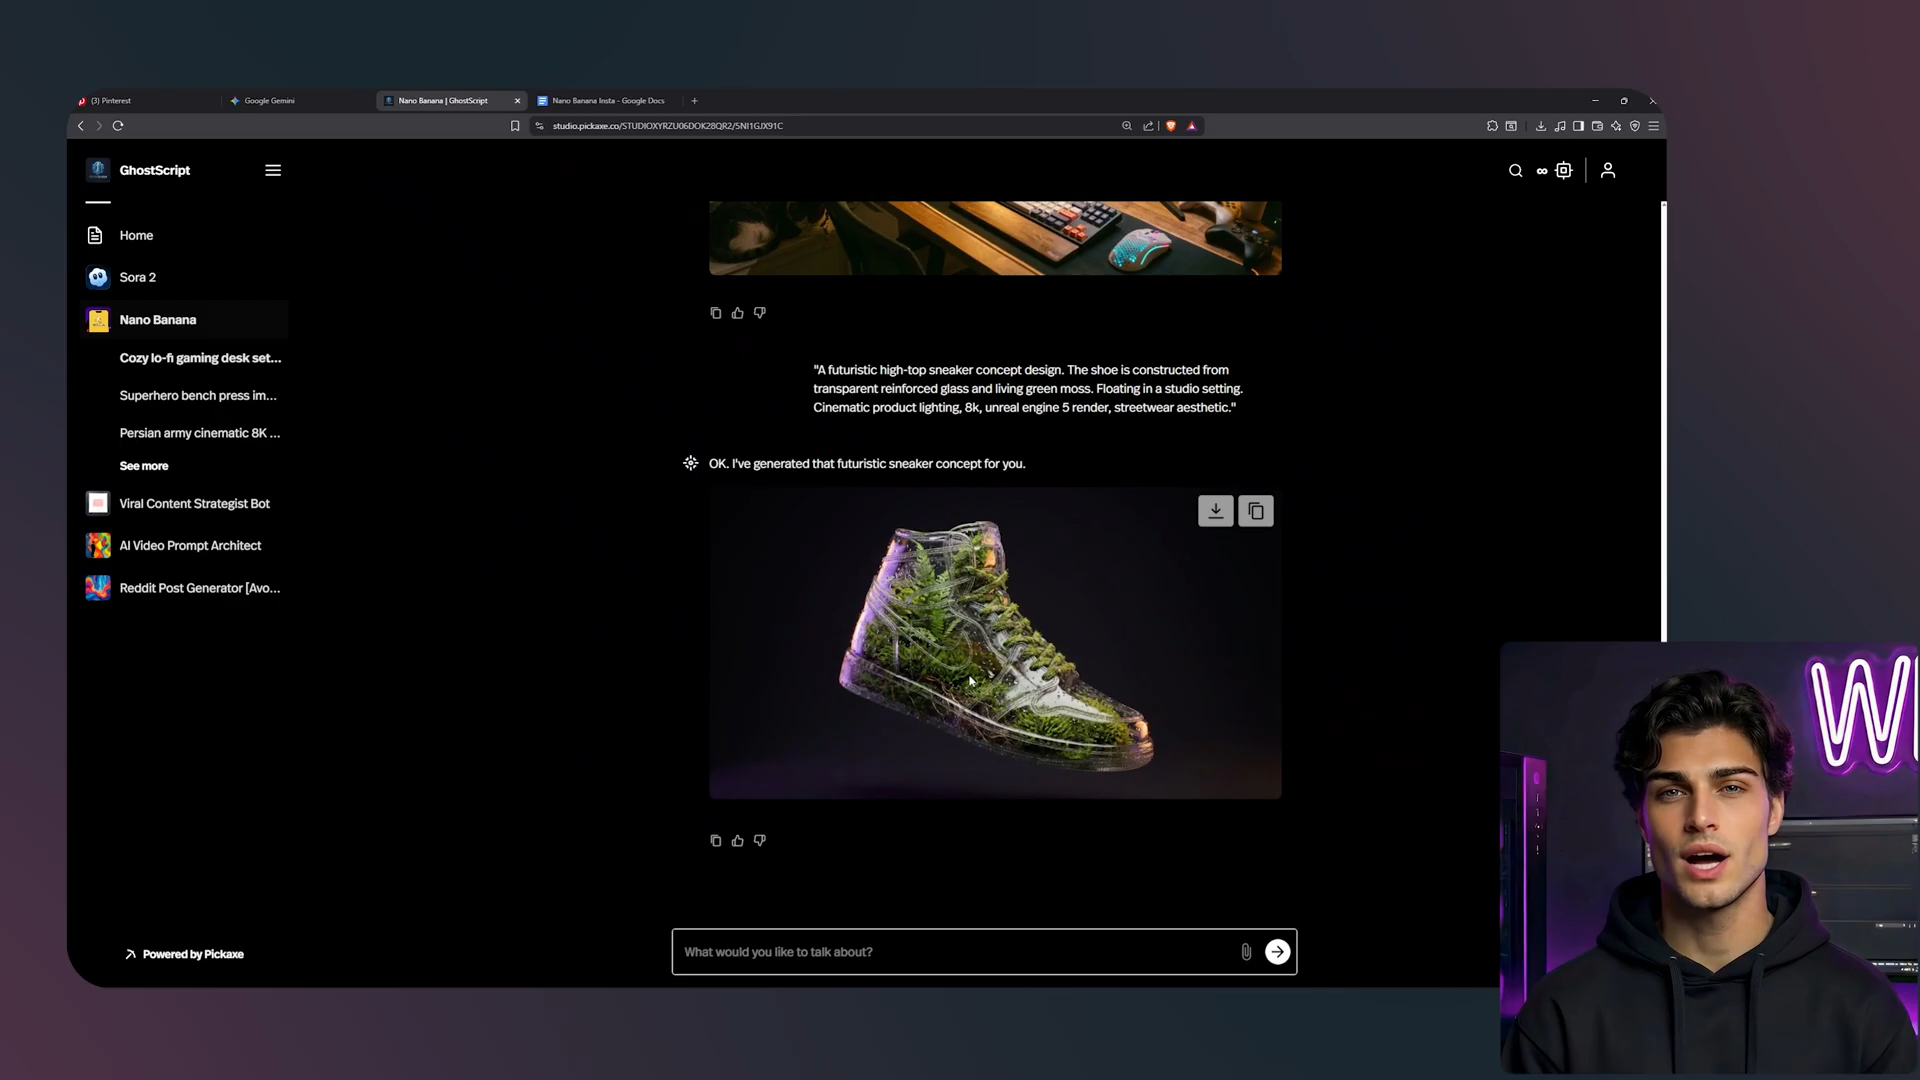 (3) Pinterest
Google Gemini
Nano Banana | GhostScript
Nano Banana Insta - Google Docs
studio.pickaxe.co/STUDIOXYRZU06DOK28QR2/5NI1GJX91C
GhostScript
Home
Sora 2
Nano Banana
Cozy lo-fi gaming desk set...
Superhero bench press im...
Persian army cinematic 8K ...
See more
Viral Content Strategist Bot
AI Video Prompt Architect
Reddit Post Generator [Avo...
Powered by Pickaxe
"A futuristic high-top sneaker concept design. The shoe is constructed from
transparent reinforced glass and living green moss. Floating in a studio setting.
Cinematic product lighting, 8k, unreal engine 5 render, streetwear aesthetic."
OK. I've generated that futuristic sneaker concept for you.
What would you like to talk about?